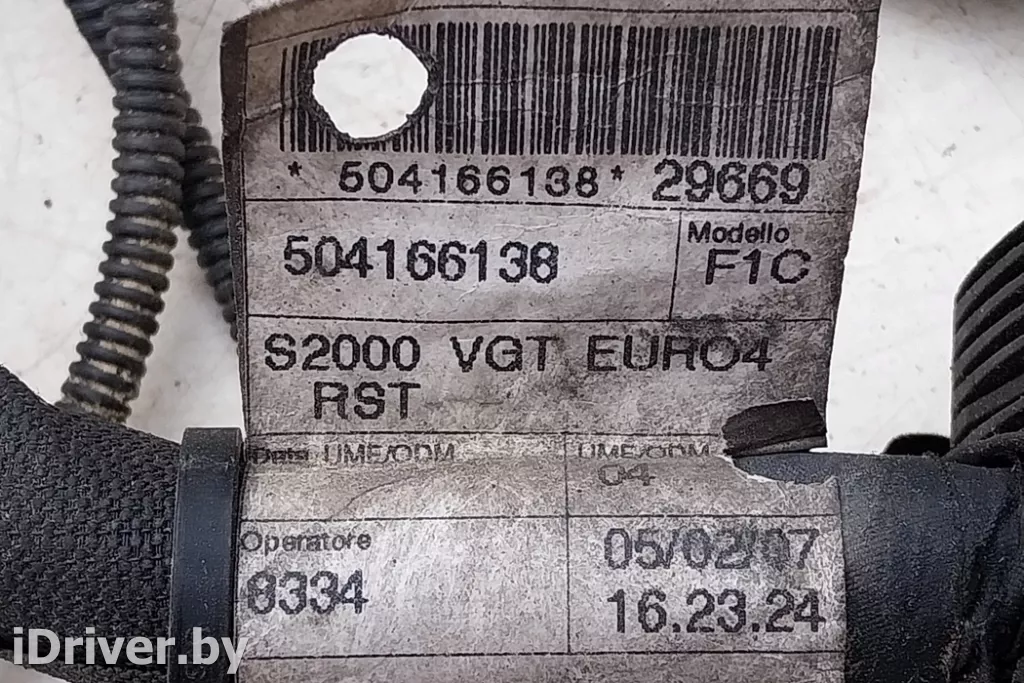 * 504166138* 29669
504166138
Modello
F1C
S2000 VGT EURO4
RST
Data UME/ODM
UME/ODM
04
Operatore
8334
05/02/07
16.23.24
iDriver.by